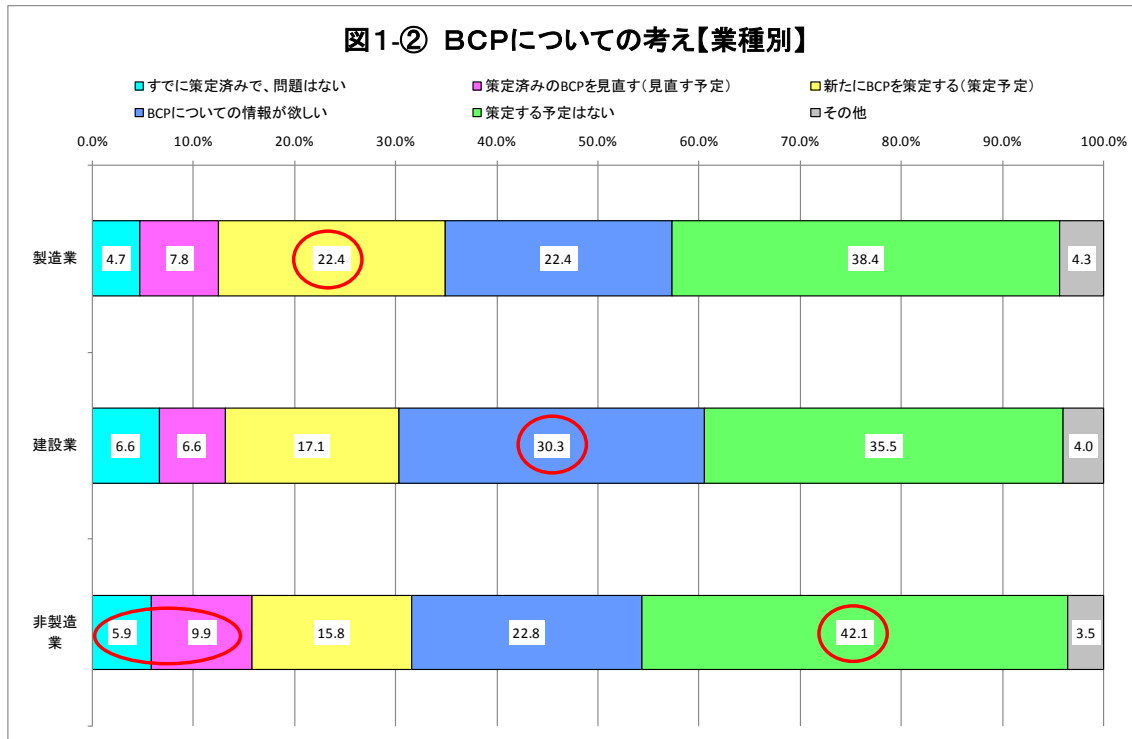 図1-② BCPについての考え【業種別】
すでに策定済みで、問題はない 策定済みのBCPを見直す(見直す予定) 新たにBCPを策定する(策定予定)
BCPについての情報が欲しい 策定する予定はない その他
0.0% 10.0% 20.0% 30.0% 40.0% 50.0% 60.0% 70.0% 80.0% 90.0% 100.0%
製造業 4.7 7.8 22.4 22.4 38.4 4.3
建設業 6.6 6.6 17.1 30.3 35.5 4.0
非製造
業 5.9 9.9 15.8 22.8 42.1 3.5